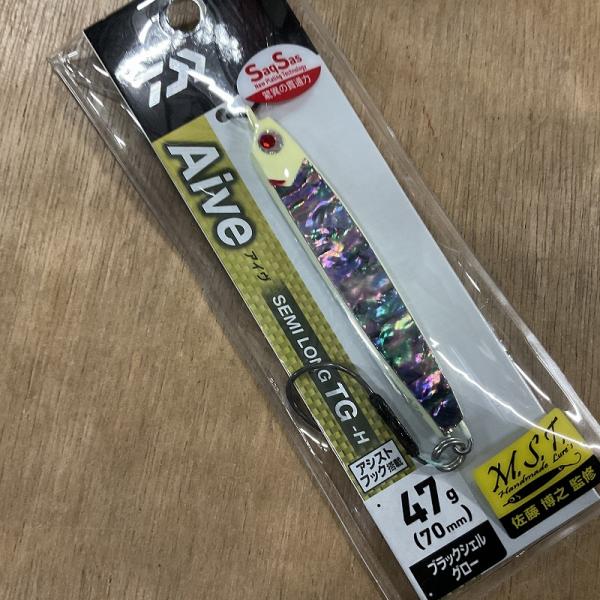 SaqSas
New Plating Technology
驚異の貫通力
Aive
アイヴ
SEMI LONG TG -H
アシスト
フック搭載
47g
(70mm)
ブラックシェル
グロー
M.S.T.
Handmade Lure's
佐藤 博之 監修